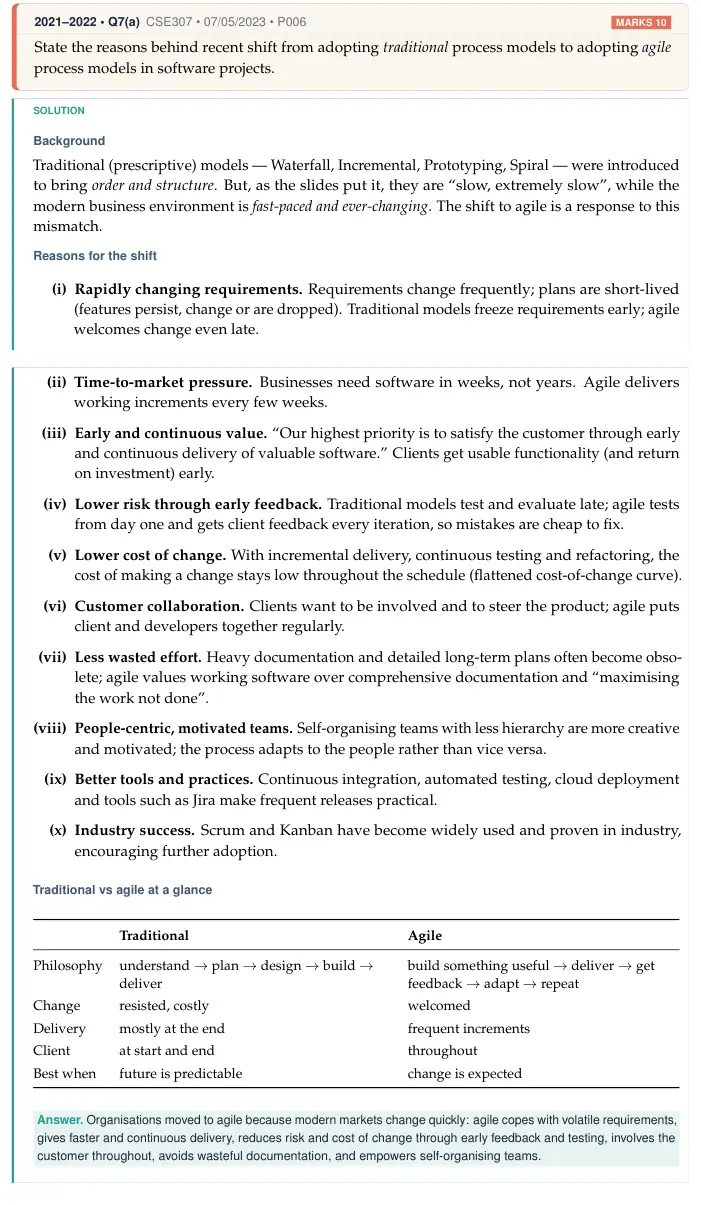 2021–2022 • Q7(a) CSE307 • 07/05/2023 • P006 MARKS 10
State the reasons behind recent shift from adopting traditional process models to adopting agile
process models in software projects.
SOLUTION
Background
Traditional (prescriptive) models — Waterfall, Incremental, Prototyping, Spiral — were introduced
to bring order and structure. But, as the slides put it, they are “slow, extremely slow”, while the
modern business environment is fast-paced and ever-changing. The shift to agile is a response to this
mismatch.
Reasons for the shift
(i) Rapidly changing requirements. Requirements change frequently; plans are short-lived
(features persist, change or are dropped). Traditional models freeze requirements early; agile
welcomes change even late.
(ii) Time-to-market pressure. Businesses need software in weeks, not years. Agile delivers
working increments every few weeks.
(iii) Early and continuous value. “Our highest priority is to satisfy the customer through early
and continuous delivery of valuable software.” Clients get usable functionality (and return
on investment) early.
(iv) Lower risk through early feedback. Traditional models test and evaluate late; agile tests
from day one and gets client feedback every iteration, so mistakes are cheap to fix.
(v) Lower cost of change. With incremental delivery, continuous testing and refactoring, the
cost of making a change stays low throughout the schedule (flattened cost-of-change curve).
(vi) Customer collaboration. Clients want to be involved and to steer the product; agile puts
client and developers together regularly.
(vii) Less wasted effort. Heavy documentation and detailed long-term plans often become obso-
lete; agile values working software over comprehensive documentation and “maximising
the work not done”.
(viii) People-centric, motivated teams. Self-organising teams with less hierarchy are more creative
and motivated; the process adapts to the people rather than vice versa.
(ix) Better tools and practices. Continuous integration, automated testing, cloud deployment
and tools such as Jira make frequent releases practical.
(x) Industry success. Scrum and Kanban have become widely used and proven in industry,
encouraging further adoption.
Traditional vs agile at a glance
Traditional Agile
Philosophy understand → plan → design → build → build something useful → deliver → get
deliver feedback → adapt → repeat
Change resisted, costly welcomed
Delivery mostly at the end frequent increments
Client at start and end throughout
Best when future is predictable change is expected
Answer. Organisations moved to agile because modern markets change quickly: agile copes with volatile requirements,
gives faster and continuous delivery, reduces risk and cost of change through early feedback and testing, involves the
customer throughout, avoids wasteful documentation, and empowers self-organising teams.